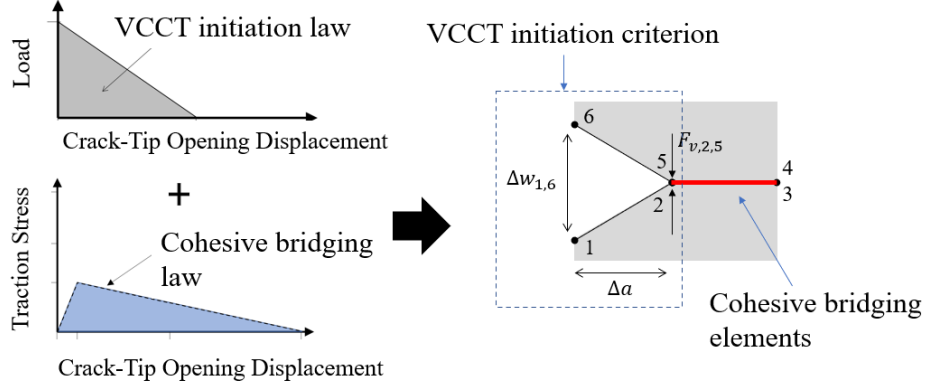 VCCT initiation law
Load
Crack-Tip Opening Displacement
+
Cohesive bridging
law
Traction Stress
Crack-Tip Opening Displacement
VCCT initiation criterion
6
F_{v,2,5}
5
4
Δw_{1,6}
3
2
1
Δa
Cohesive bridging
elements